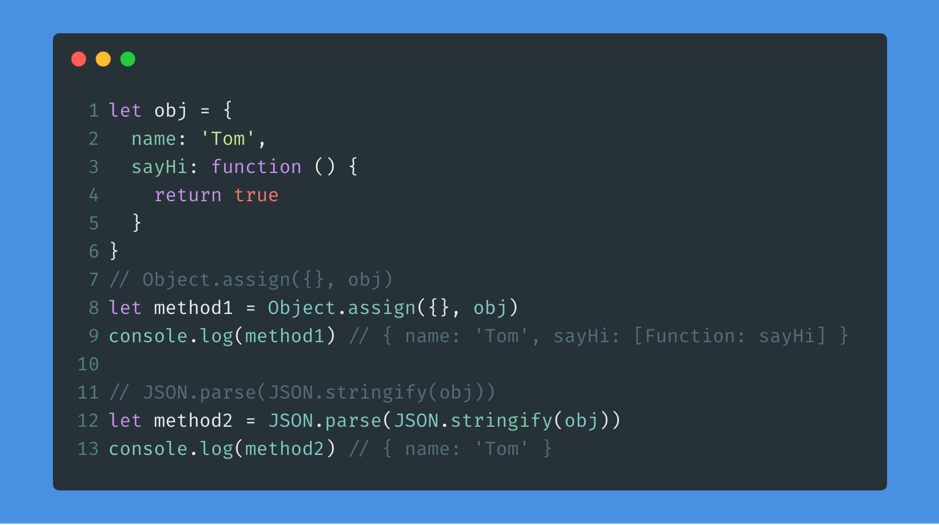 1 let obj = {
2   name: 'Tom',
3   sayHi: function () {
4     return true
5   }
6 }
7 // Object.assign({}, obj)
8 let method1 = Object.assign({}, obj)
9 console.log(method1) // { name: 'Tom', sayHi: [Function: sayHi] }
10
11 // JSON.parse(JSON.stringify(obj))
12 let method2 = JSON.parse(JSON.stringify(obj))
13 console.log(method2) // { name: 'Tom' }